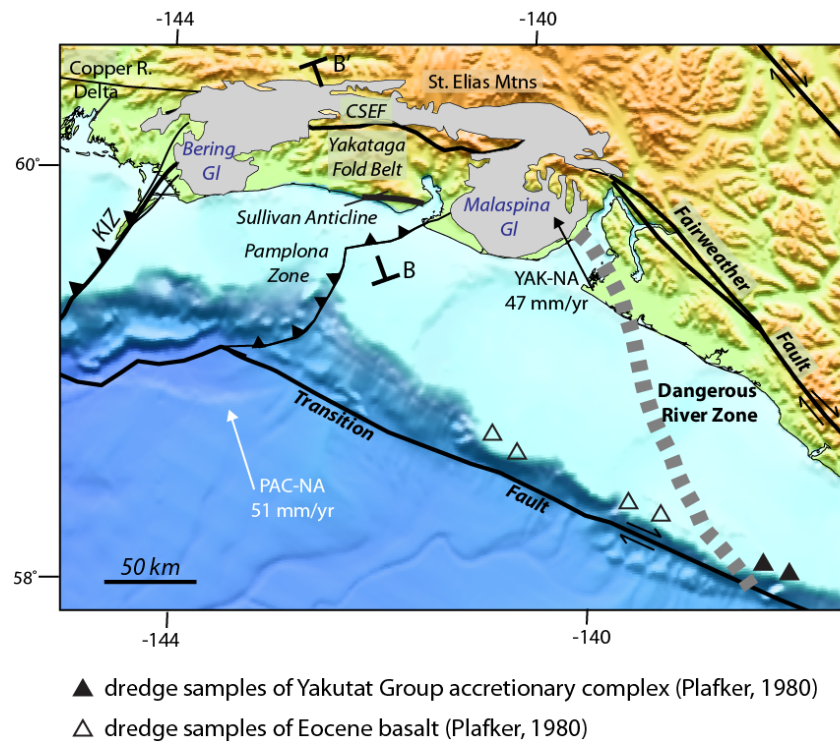 -144
-140
Copper R.
Delta
B'
St. Elias Mtns
CSEF
60°
Bering
Gl
Yakataga
Fold Belt
KIZ
Sullivan Anticline
Malaspina
Gl
Fairweather
Fault
Pamplona
Zone
B
YAK-NA
47 mm/yr
Dangerous
River Zone
Transition
Fault
PAC-NA
51 mm/yr
50 km
58°
-144
-140
dredge samples of Yakutat Group accretionary complex (Plafker, 1980)
dredge samples of Eocene basalt (Plafker, 1980)